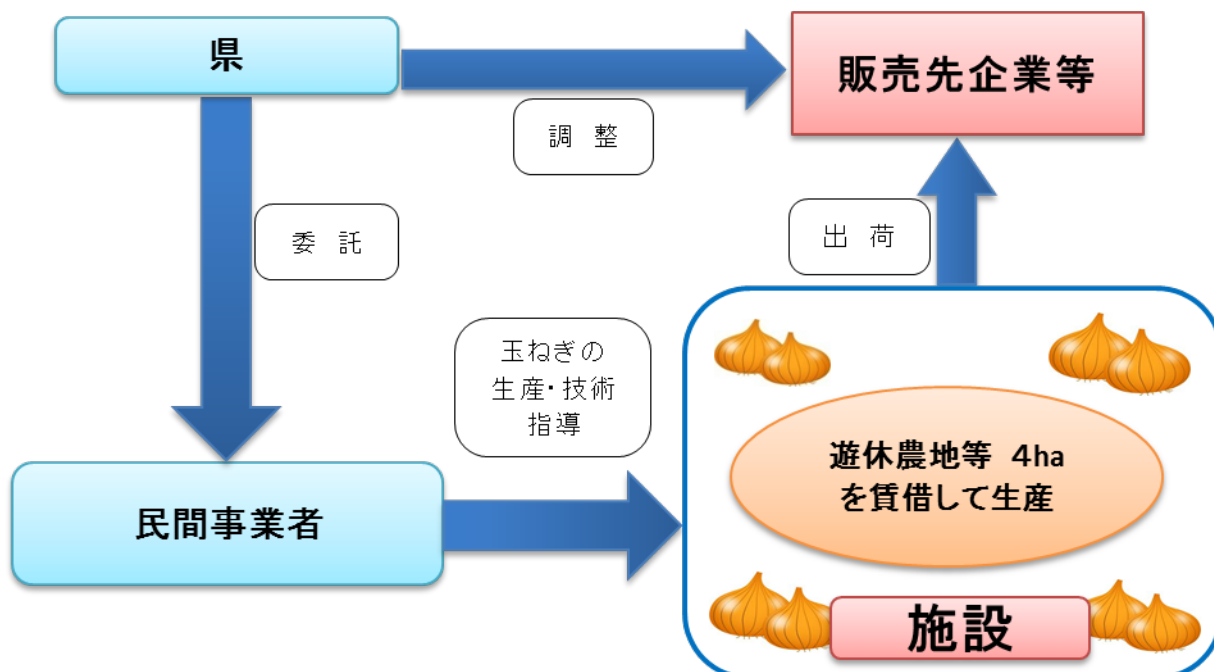 県
販売先企業等
調 整
委 託
出 荷
玉ねぎの
生産・技術
指導
遊休農地等 4ha
を賃借して生産
民間事業者
施設